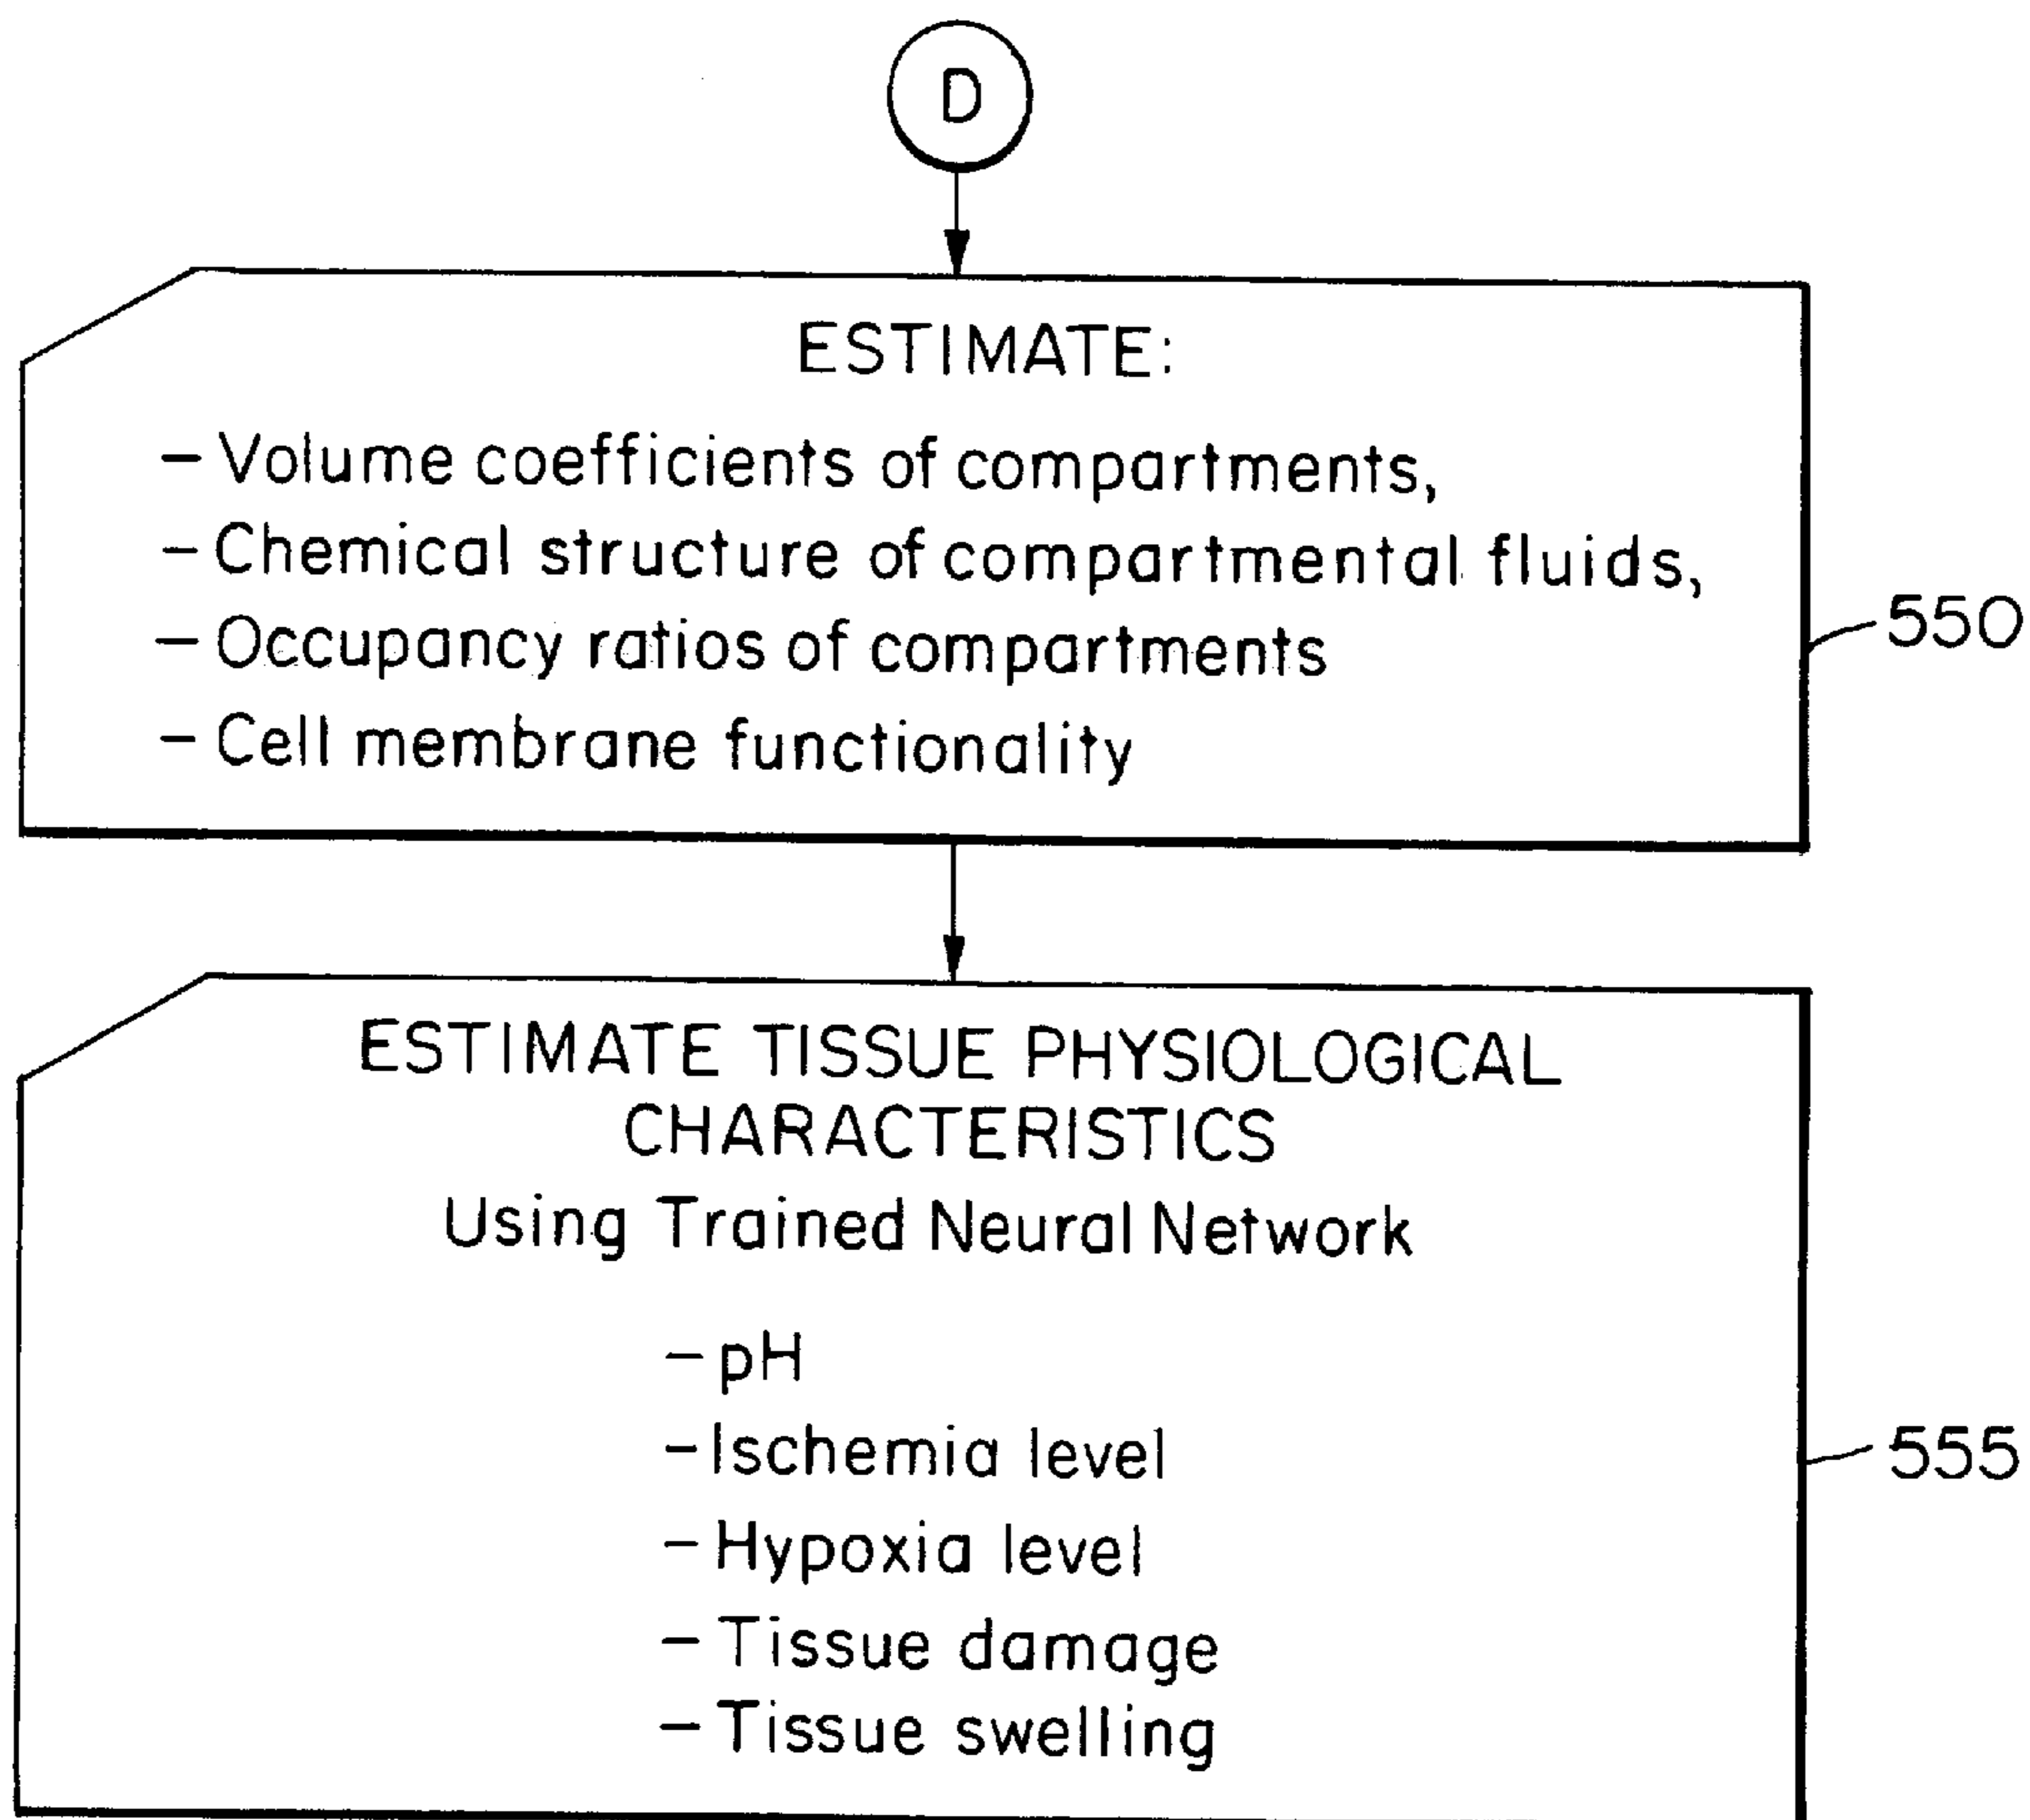 D
ESTIMATE:
– Volume coefficients of compartments,
– Chemical structure of compartmental fluids,
– Occupancy ratios of compartments
– Cell membrane functionality
550
ESTIMATE TISSUE PHYSIOLOGICAL
CHARACTERISTICS
Using Trained Neural Network
– pH
– Ischemia level
– Hypoxia level
– Tissue damage
– Tissue swelling
555